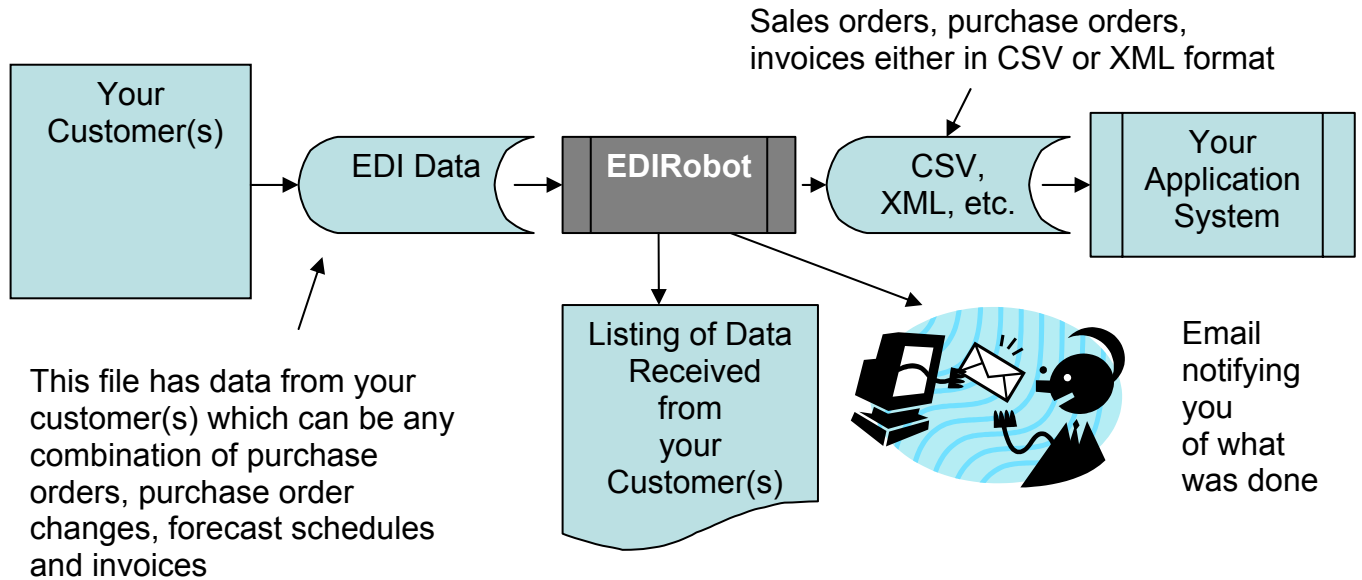 Sales orders, purchase orders,
invoices either in CSV or XML format
Your
Customer(s)
EDI Data
EDIRobot
CSV,
XML, etc.
Your
Application
System
This file has data from your
customer(s) which can be any
combination of purchase
orders, purchase order
changes, forecast schedules
and invoices
Listing of Data
Received
from
your
Customer(s)
Email
notifying
you
of what
was done